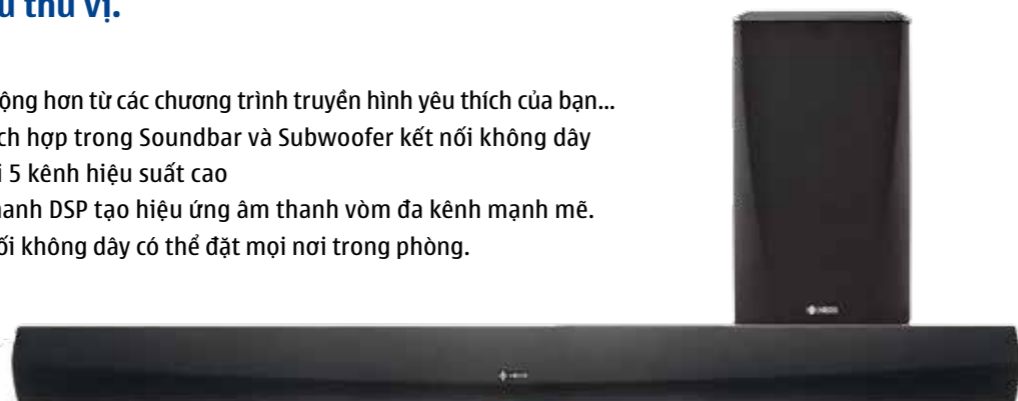 thú vị.
ộng hơn từ các chương trình truyền hình yêu thích của bạn...
ch hợp trong Soundbar và Subwoofer kết nối không dây
i 5 kênh hiệu suất cao
hanh DSP tạo hiệu ứng âm thanh vòm đa kênh mạnh mẽ.
ối không dây có thể đặt mọi nơi trong phòng.